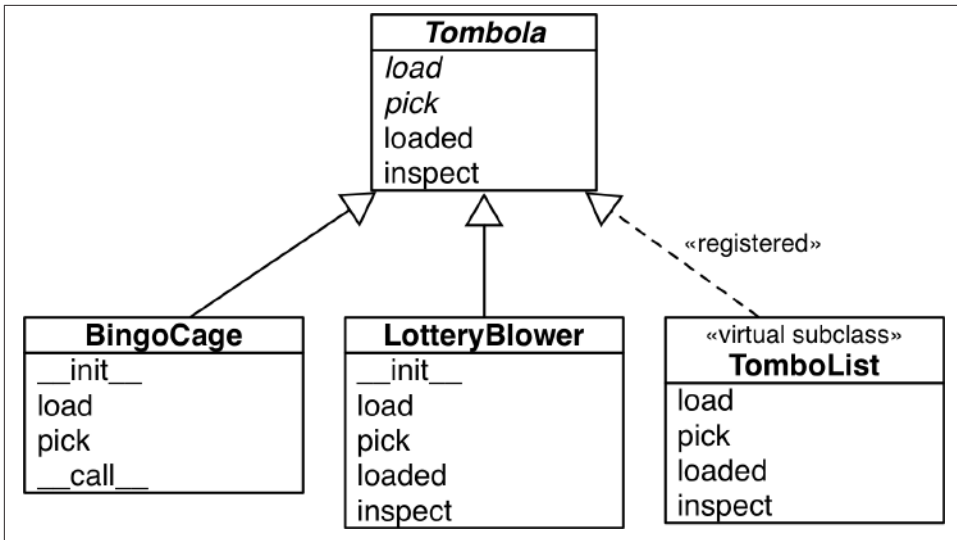 Tombola
load
pick
loaded
inspect
«registered»
BingoCage
__init__
load
pick
__call__
LotteryBlower
__init__
load
pick
loaded
inspect
«virtual subclass»
TomboList
load
pick
loaded
inspect